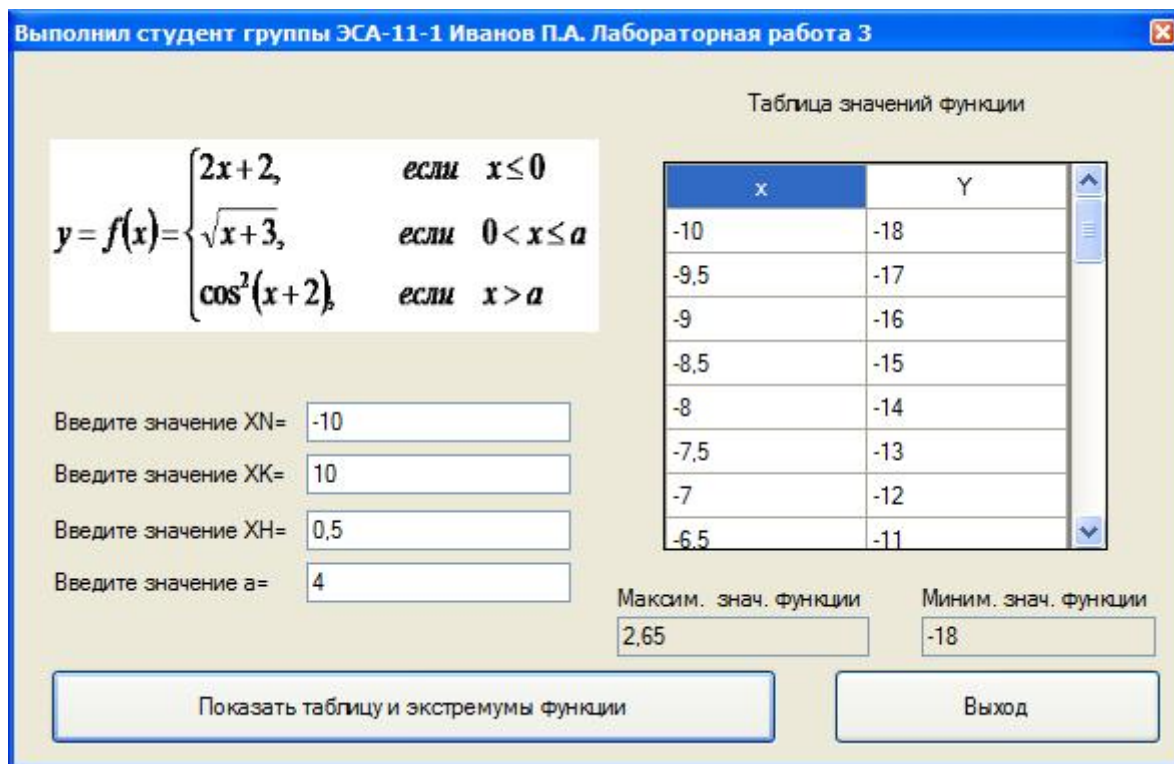 Выполнил студент группы ЭСА-11-1 Иванов П.А. Лабораторная работа 3
Таблица значений функции
2x+2, если x≤0
y=f(x)= √x+3, если 0<x≤a
cos²(x+2), если x>a
x Y
-10 -18
-9,5 -17
-9 -16
-8,5 -15
-8 -14
-7,5 -13
-7 -12
-6,5 -11
Введите значение XN= -10
Введите значение XK= 10
Введите значение XH= 0,5
Введите значение a= 4
Максим. знач. функции Миним. знач. функции
2,65 -18
Показать таблицу и экстремумы функции Выход